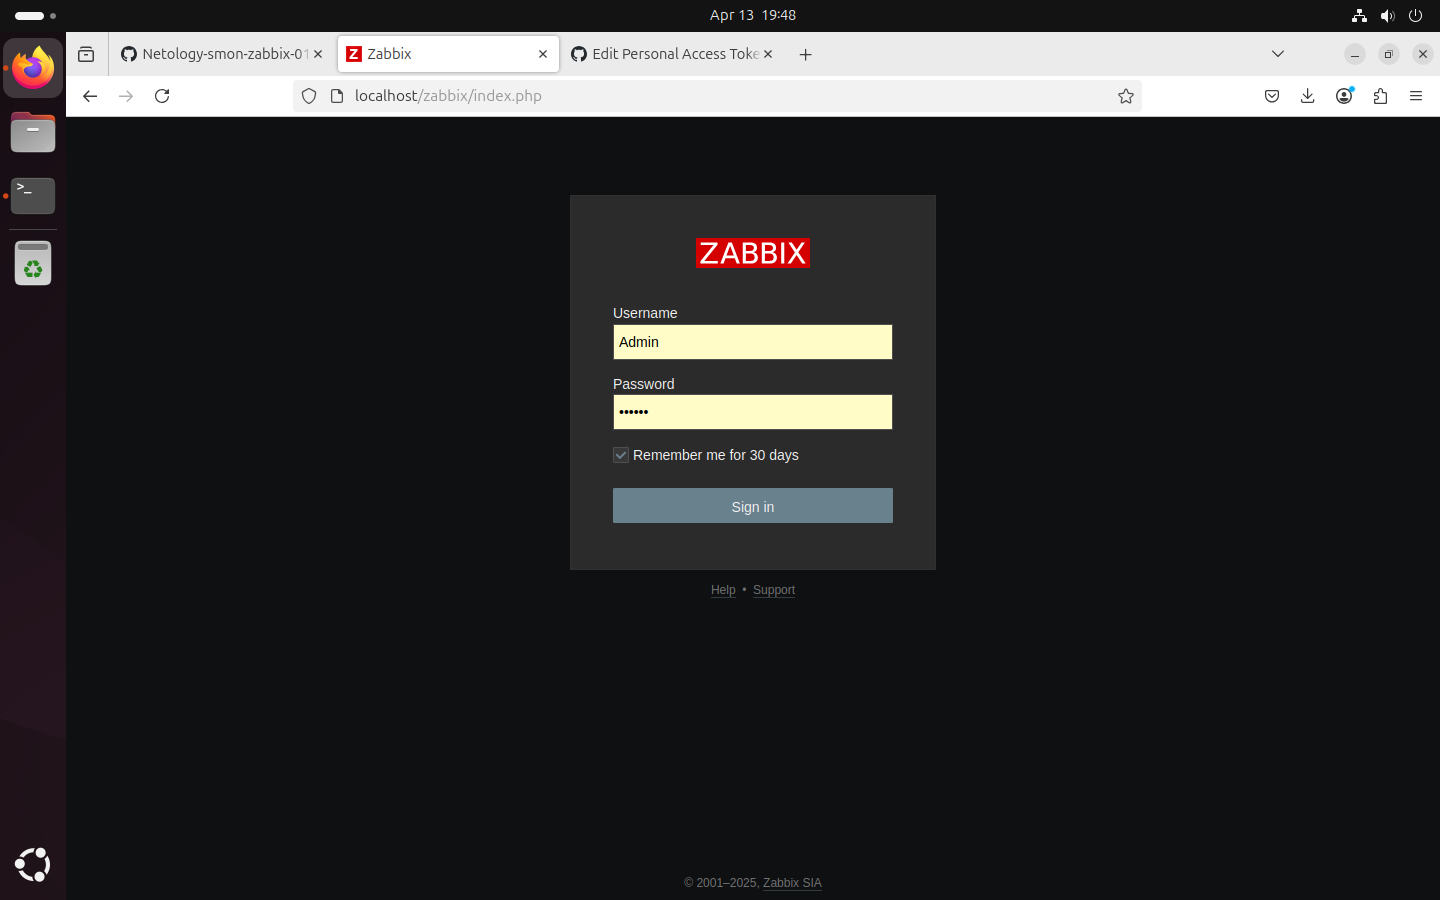 Apr 13 19:48
Netology-smon-zabbix-01
Zabbix
Edit Personal Access Toke
localhost/zabbix/index.php
>_
Z
ZABBIX
Username
Admin
Password
••••••
Remember me for 30 days
Sign in
Help • Support
© 2001–2025, Zabbix SIA